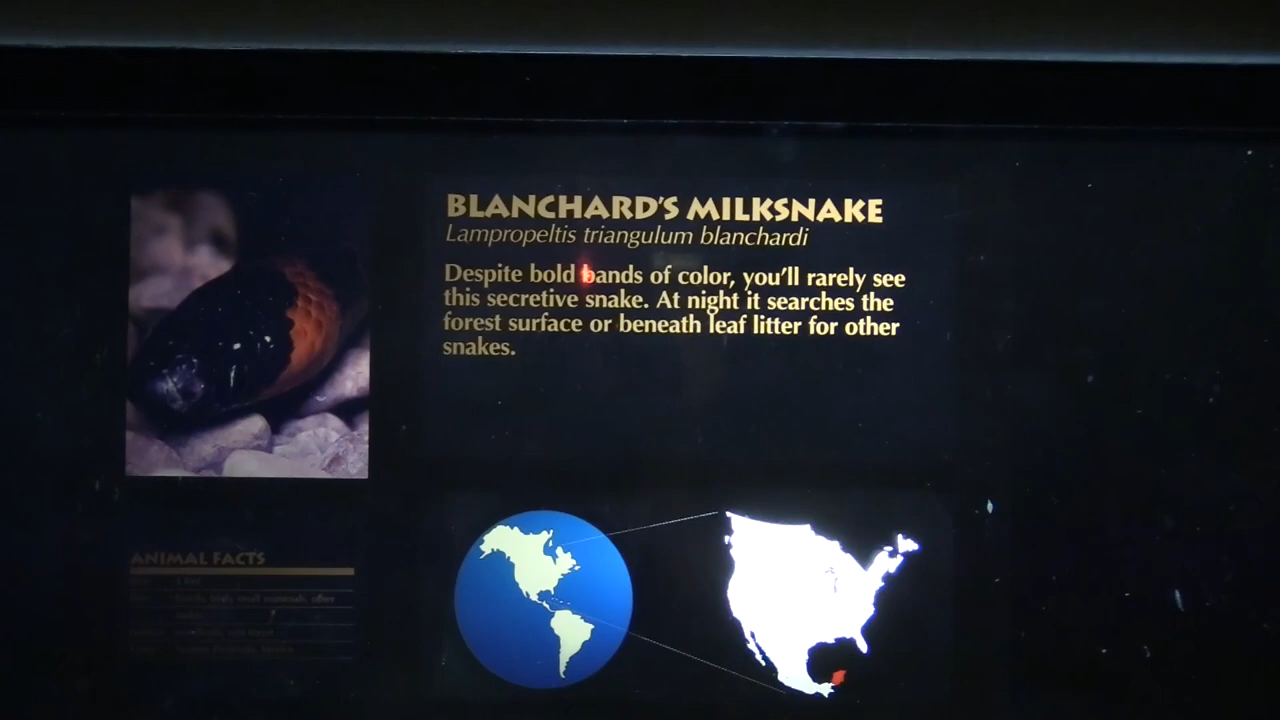 BLANCHARD'S MILKSNAKE
Lampropeltis triangulum blanchardi
Despite bold bands of color, you'll rarely see
this secretive snake. At night it searches the
forest surface or beneath leaf litter for other
snakes.
ANIMAL FACTS